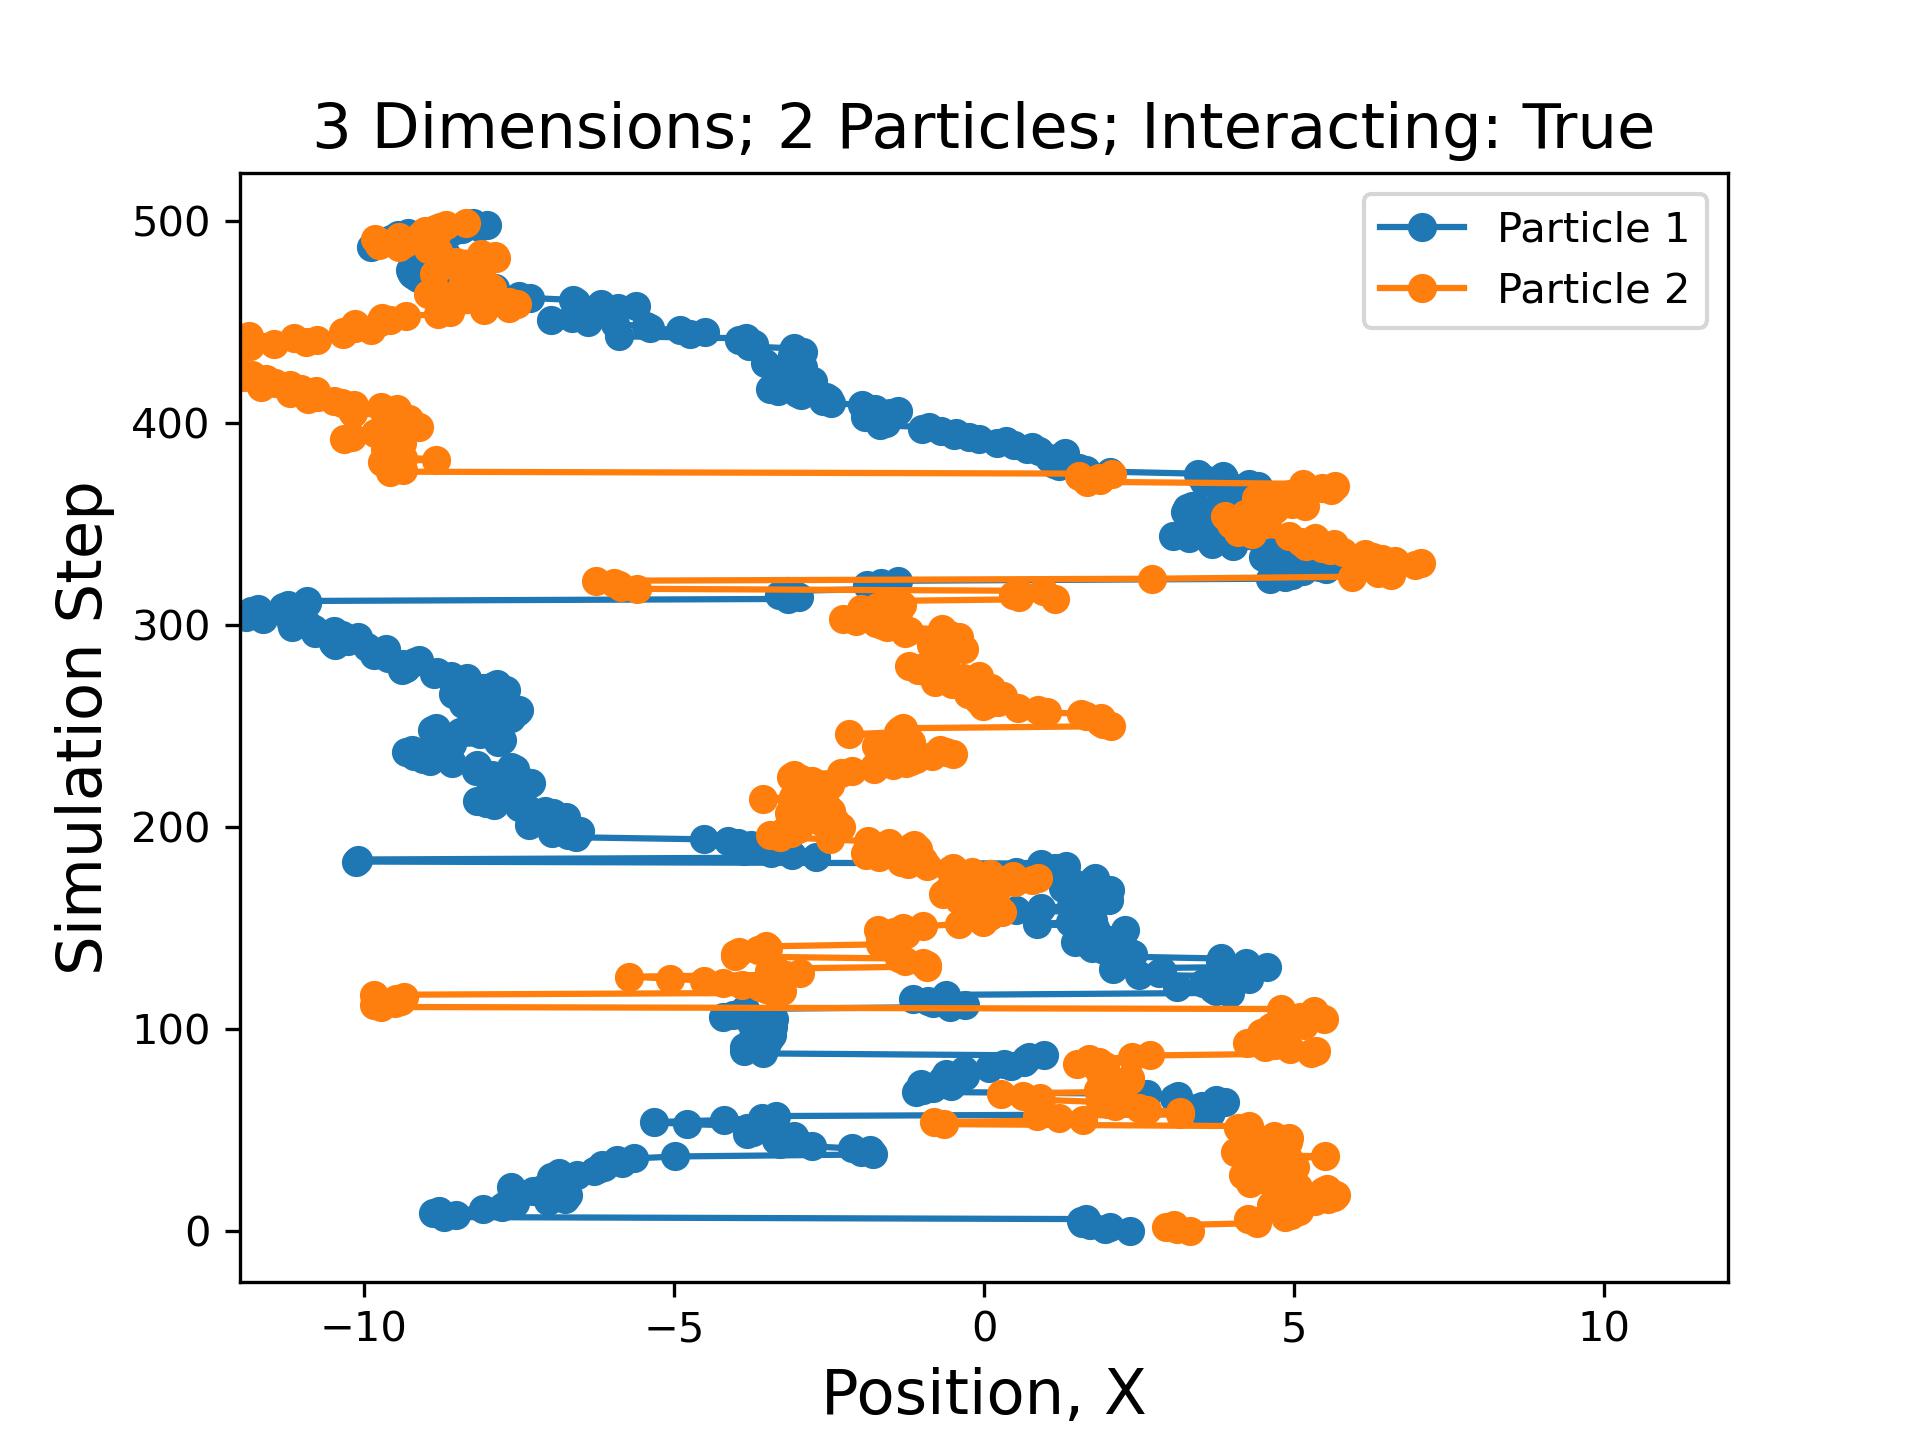 3 Dimensions; 2 Particles; Interacting: True
Particle 1
Particle 2
500
400
300
200
100
0
Simulation Step
−10
−5
0
5
10
Position, X